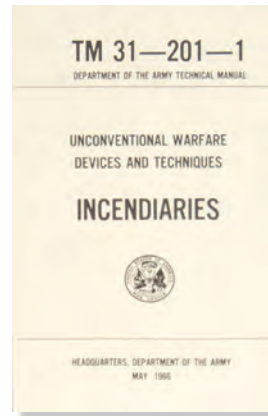 TM 31—201—1
DEPARTMENT OF THE ARMY TECHNICAL MANUAL
UNCONVENTIONAL WARFARE
DEVICES AND TECHNIQUES
INCENDIARIES
HEADQUARTERS, DEPARTMENT OF THE ARMY
MAY 1966